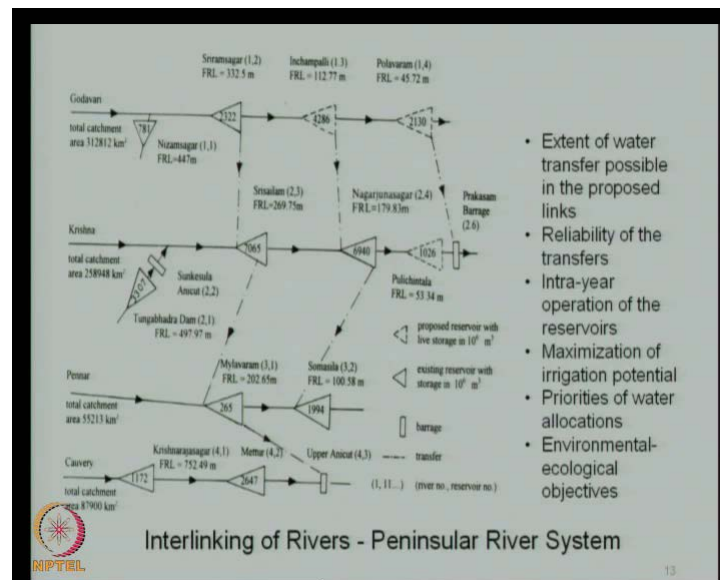 Sriramsagar (1,2)
FRL = 332.5 m
Inchampalli (1.3)
FRL = 112.77 m
Polavaram (1,4)
FRL = 45.72 m
Godavari
total catchment
area 312812 km²
781
2322
4286
2130
Nizamsagar (1,1)
FRL=447m
Srisailam (2,3)
FRL=269.75m
Nagarjunasagar (2,4)
FRL=179.83m
Prakasam
Barrage
(2.6)
Krishna
total catchment
area 258948 km²
7065
6940
1026
3307
Sunkesula
Anicut (2,2)
Tungabhadra Dam (2,1)
FRL = 497.97 m
Pulichintala
FRL = 53.34 m
proposed reservoir with
live storage in 10⁶ m³
existing reservoir with
storage in 10⁶ m³
barrage
transfer
(1, 11...) (river no., reservoir no.)
Mylavaram (3,1)
FRL = 202.65m
Somasila (3,2)
FRL = 100.58 m
Pennar
total catchment
area 55213 km²
265
1994
Krishnarajasagar (4,1)
FRL = 752.49 m
Mettur (4,2)
Upper Anicut (4,3)
Cauvery
total catchment
area 87900 km²
1172
2647
• Extent of water
transfer possible
in the proposed
links
• Reliability of the
transfers
• Intra-year
operation of the
reservoirs
• Maximization of
irrigation potential
• Priorities of water
allocations
• Environmental-
ecological
objectives
Interlinking of Rivers - Peninsular River System
NPTEL
13